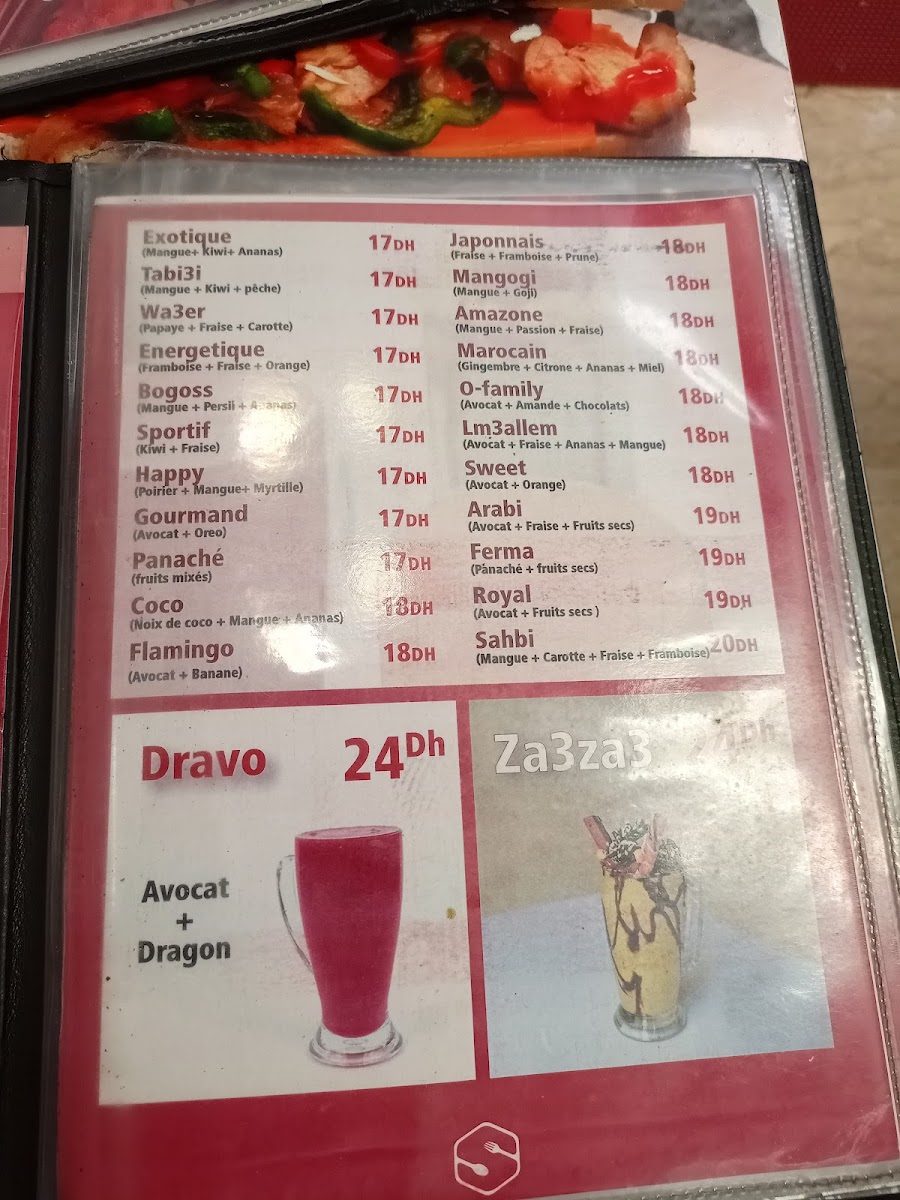 Exotique 17DH
(Mangue+ Kiwi+ Ananas)
Tabi3i 17DH
(Mangue + Kiwi + pêche)
Wa3er 17DH
(Papaye + Fraise + Carotte)
Energetique 17DH
(Framboise + Fraise + Orange)
Bogoss 17DH
(Mangue + Persil + Ananas)
Sportif 17DH
(Kiwi + Fraise)
Happy 17DH
(Poirier + Mangue+ Myrtille)
Gourmand 17DH
(Avocat + Oreo)
Panaché 17DH
(fruits mixés)
Coco 18DH
(Noix de coco + Mangue + Ananas)
Flamingo 18DH
(Avocat + Banane)
Japonnais 18DH
(Fraise + Framboise + Prune)
Mangogi 18DH
(Mangue + Goji)
Amazone 18DH
(Mangue + Passion + Fraise)
Marocain 18DH
(Gingembre + Citrone + Ananas + Miel)
O-family 18DH
(Avocat + Amande + Chocolats)
Lm3allem 18DH
(Avocat + Fraise + Ananas + Mangue)
Sweet 18DH
(Avocat + Orange)
Arabi 19DH
(Avocat + Fraise + Fruits secs)
Ferma 19DH
(Panaché + fruits secs)
Royal 19DH
(Avocat + Fruits secs )
Sahbi 20DH
(Mangue + Carotte + Fraise + Framboise)
Dravo 24Dh
Avocat
+
Dragon
Za3za3